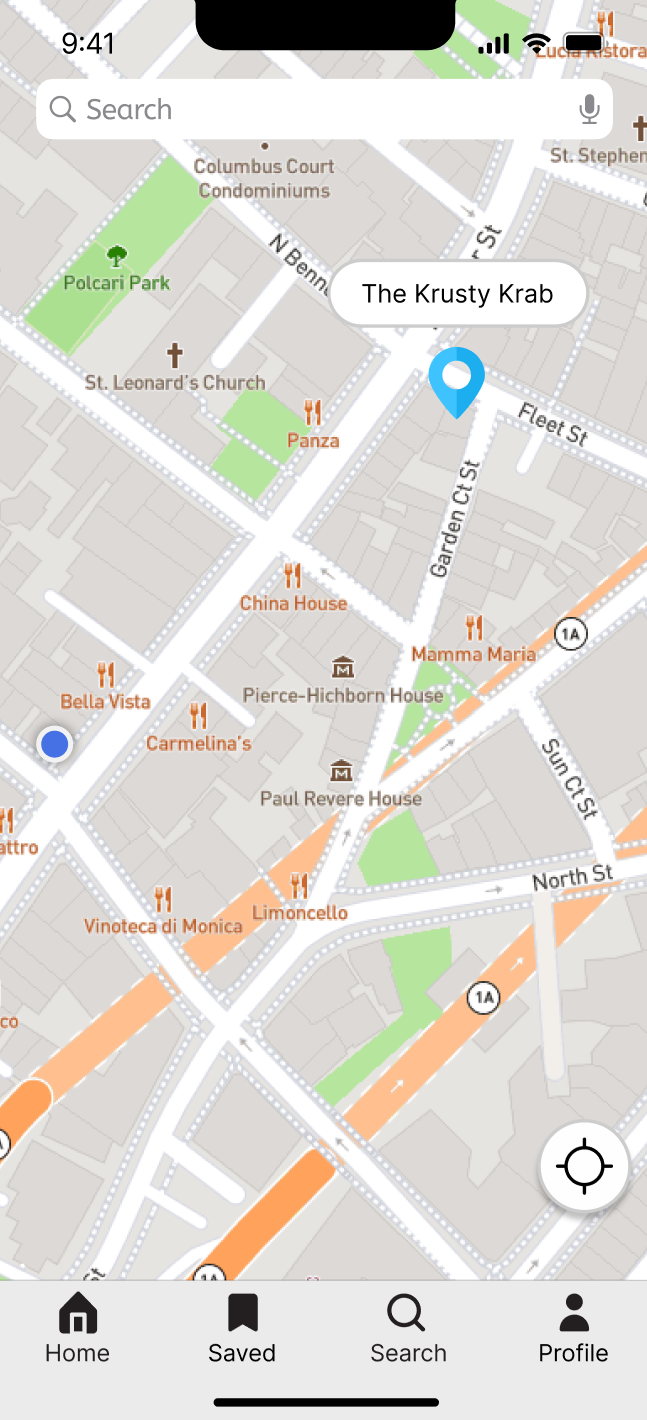 9:41
Lucia Ristora
Search
St. Stephen
Columbus Court
Condominiums
r St
N Benn
Polcari Park
The Krusty Krab
St. Leonard's Church
Panza
Fleet St
Garden Ct St
China House
1A
Mamma Maria
Pierce-Hichborn House
Bella Vista
Carmelina's
Sun Ct St
Paul Revere House
attro
North St
Limoncello
Vinoteca di Monica
1A
co
A
1A
St
Home
Saved
Search
Profile